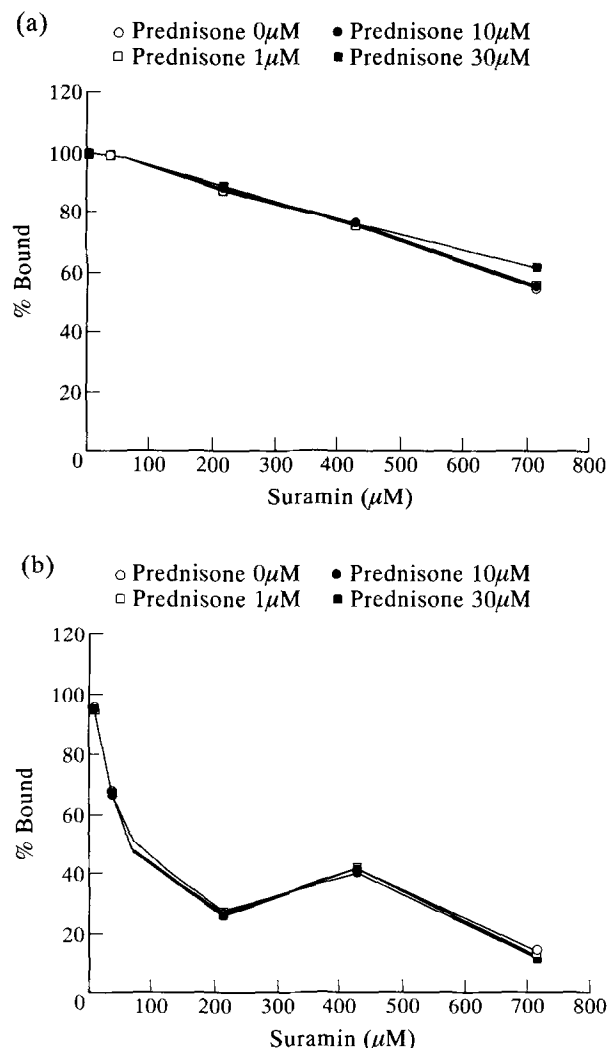 (a)
○ Prednisone 0μM ● Prednisone 10μM
□ Prednisone 1μM ■ Prednisone 30μM
120
100
80
60
40
20
0
% Bound
100 200 300 400 500 600 700 800
Suramin (μM)
(b)
○ Prednisone 0μM ● Prednisone 10μM
□ Prednisone 1μM ■ Prednisone 30μM
120
100
80
60
40
20
0
% Bound
100 200 300 400 500 600 700 800
Suramin (μM)